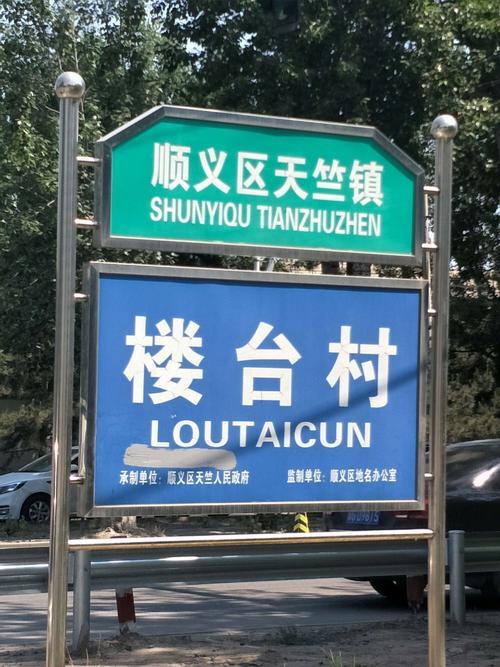 顺义区天竺镇
SHUNYIQU TIANZHUZHEN
楼台村
LOUTAICUN
承制单位：顺义区天竺人民政府 监制单位：顺义区地名办公室